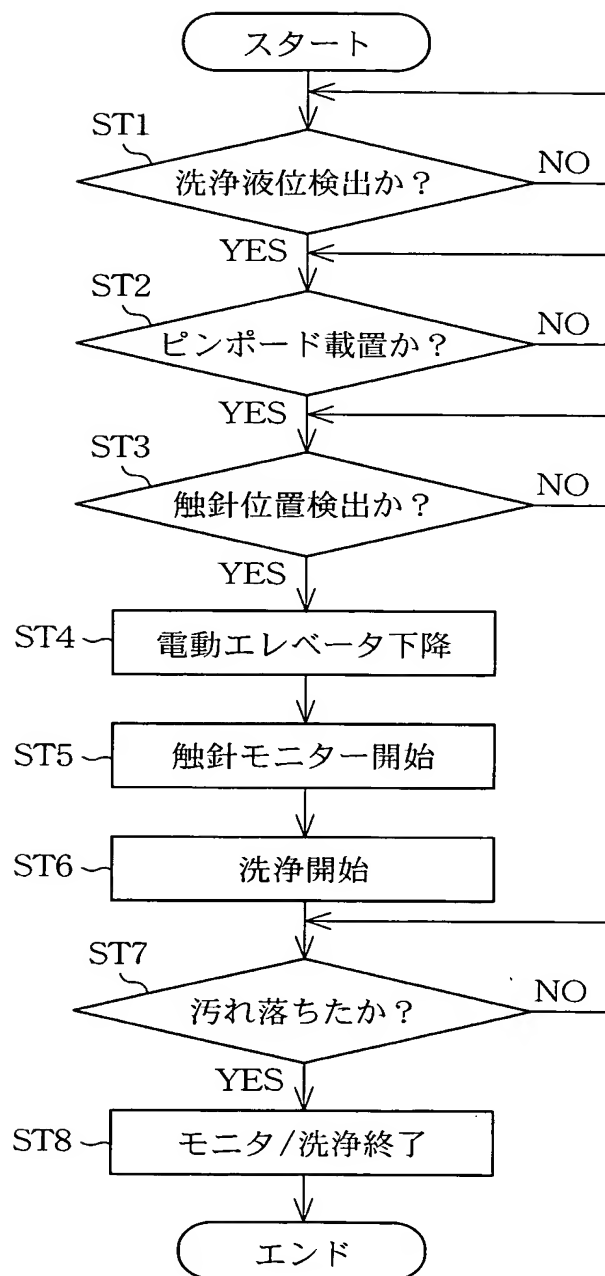 スタート
ST1
洗浄液位検出か?
NO
YES
ST2
ピンボード載置か?
NO
YES
ST3
触針位置検出か?
NO
YES
ST4
電動エレベータ下降
ST5
触針モニター開始
ST6
洗浄開始
ST7
汚れ落ちたか?
NO
YES
ST8
モニタ/洗浄終了
エンド